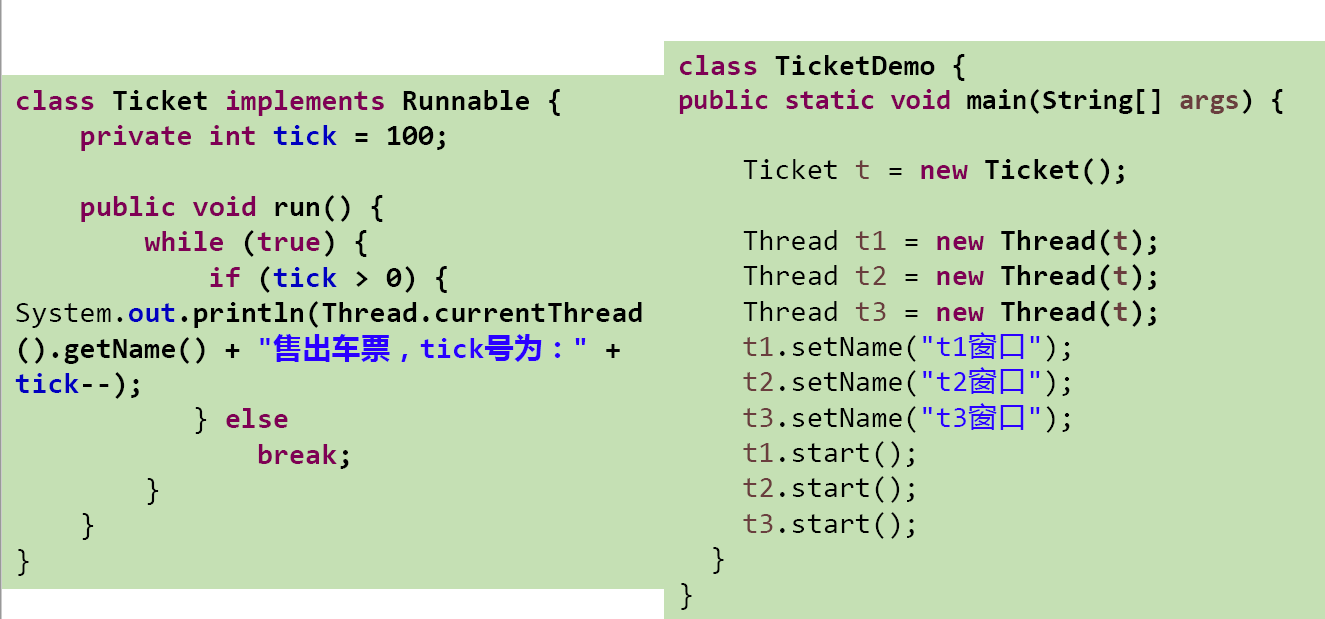 class Ticket implements Runnable {
private int tick = 100;
public void run() {
while (true) {
if (tick > 0) {
System.out.println(Thread.currentThread
().getName() + "售出车票，tick号为：" +
tick--);
} else
break;
}
}
}
class TicketDemo {
public static void main(String[] args) {
Ticket t = new Ticket();
Thread t1 = new Thread(t);
Thread t2 = new Thread(t);
Thread t3 = new Thread(t);
t1.setName("t1窗口");
t2.setName("t2窗口");
t3.setName("t3窗口");
t1.start();
t2.start();
t3.start();
}
}